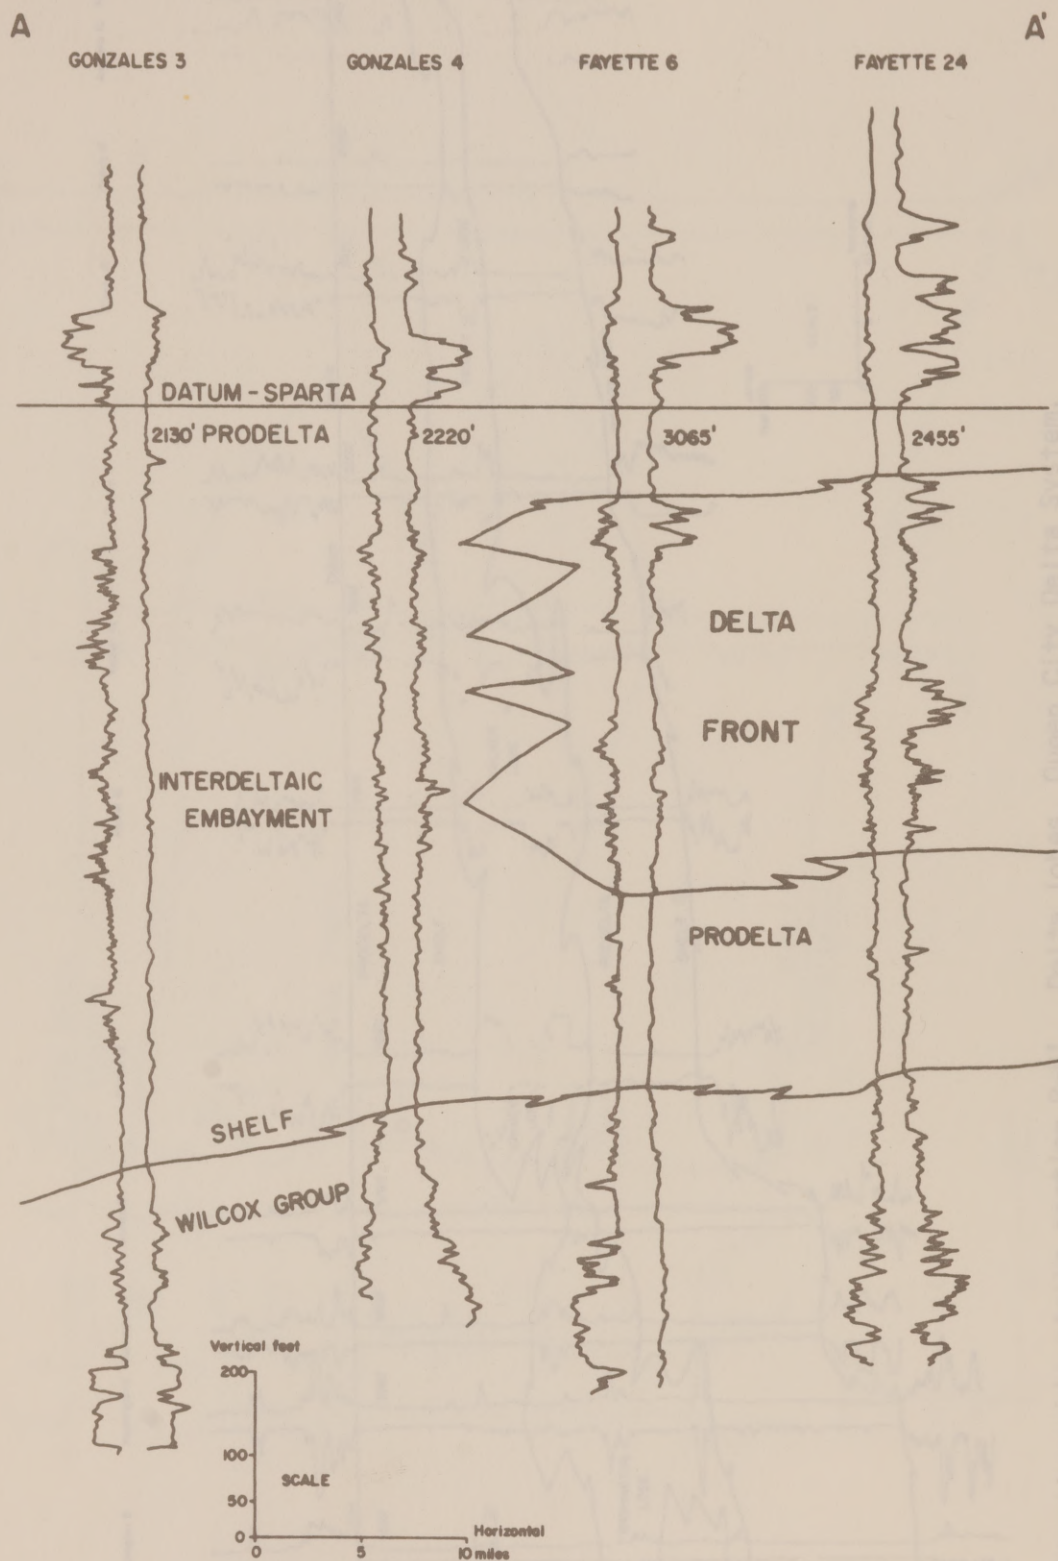 A
A'
GONZALES 3
GONZALES 4
FAYETTE 6
FAYETTE 24
DATUM - SPARTA
2130' PRODELTA
2220'
3065'
2455'
DELTA
FRONT
INTERDELTAIC
EMBAYMENT
PRODELTA
SHELF
WILCOX GROUP
Vertical feet
200
100
50
0
SCALE
Horizontal
0
5
10 miles